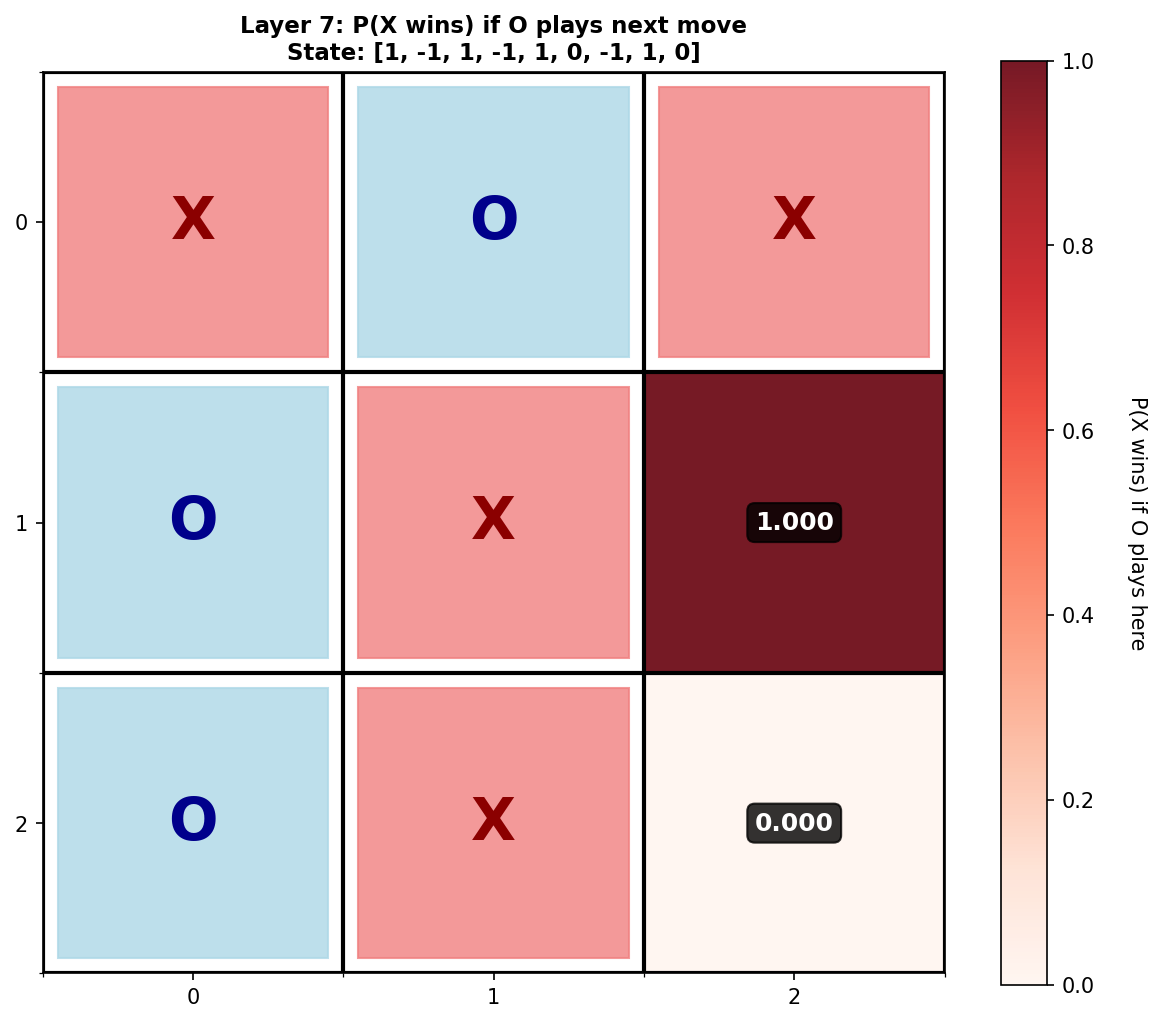 Layer 7: P(X wins) if O plays next move
State: [1, -1, 1, -1, 1, 0, -1, 1, 0]
0
X
O
X
1
O
X
1.000
2
O
X
0.000
0
1
2
1.0
0.8
0.6
0.4
0.2
0.0
P(X wins) if O plays here